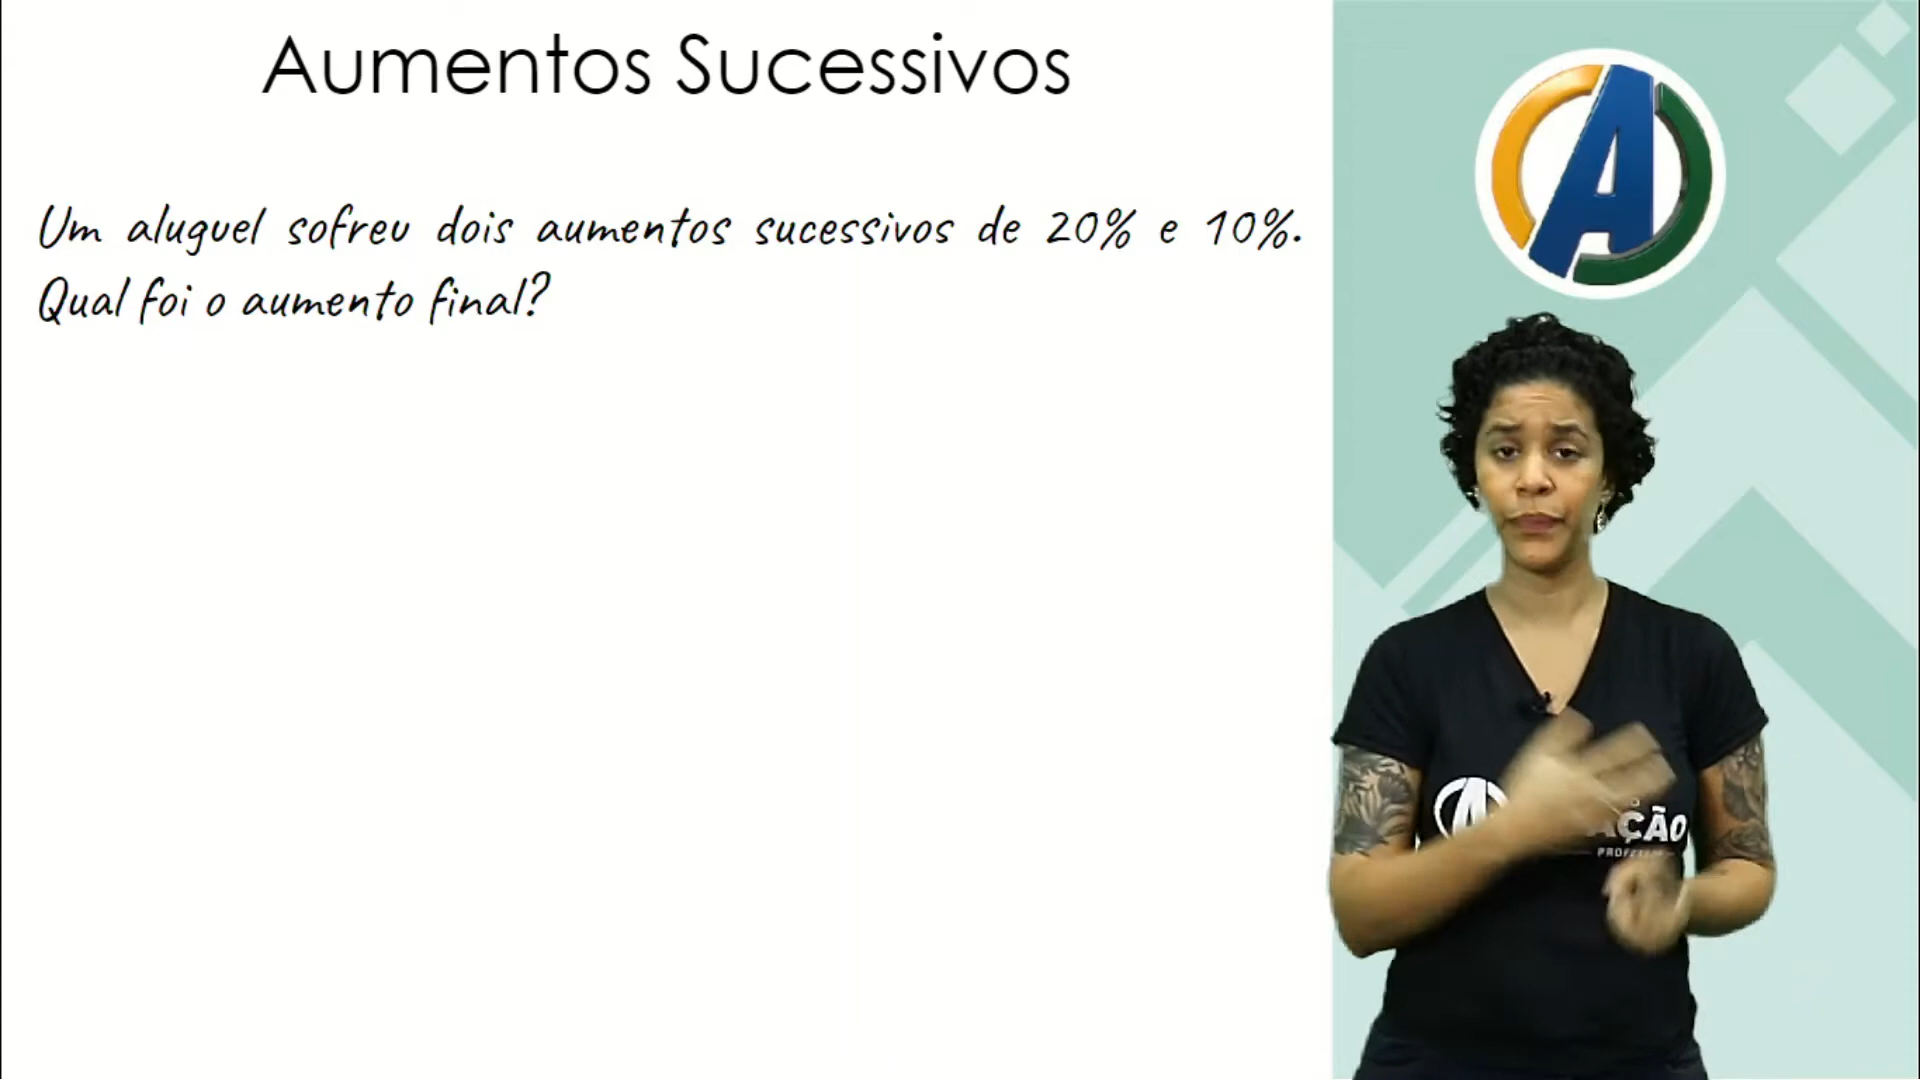 Aumentos Sucessivos
Um aluguel sofreu dois aumentos sucessivos de 20% e 10%.
Qual foi o aumento final?
A